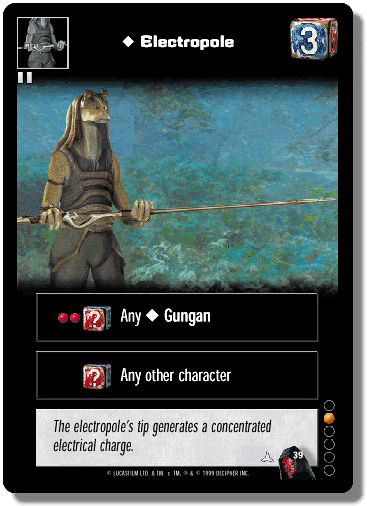 ◆ Electropole
3
? Any ◆ Gungan
? Any other character
The electropole's tip generates a concentrated
electrical charge.
39
© LUCASFILM LTD. & TM. ® & © 1999 DECIPHER INC.